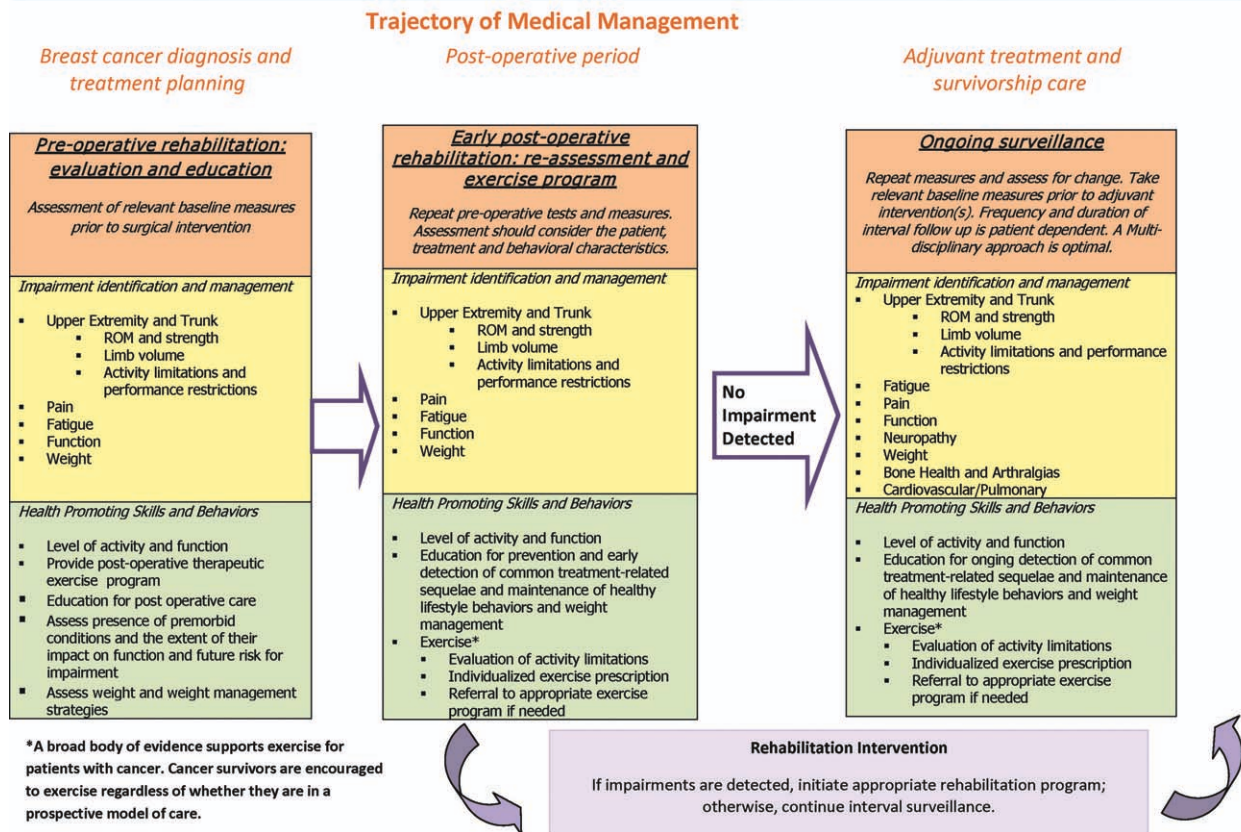 Trajectory of Medical Management
Breast cancer diagnosis and
treatment planning
Post-operative period
Adjuvant treatment and
survivorship care
Pre-operative rehabilitation:
evaluation and education
Assessment of relevant baseline measures
prior to surgical intervention
Impairment identification and management
▪ Upper Extremity and Trunk
▪ ROM and strength
▪ Limb volume
▪ Activity limitations and
performance restrictions
▪ Pain
▪ Fatigue
▪ Function
▪ Weight
Health Promoting Skills and Behaviors
▪ Level of activity and function
▪ Provide post-operative therapeutic
exercise program
▪ Education for post operative care
▪ Assess presence of premorbid
conditions and the extent of their
impact on function and future risk for
impairment
▪ Assess weight and weight management
strategies
Early post-operative
rehabilitation: re-assessment and
exercise program
Repeat pre-operative tests and measures.
Assessment should consider the patient,
treatment and behavioral characteristics.
Impairment identification and management
▪ Upper Extremity and Trunk
▪ ROM and strength
▪ Limb volume
▪ Activity limitations and
performance restrictions
▪ Pain
▪ Fatigue
▪ Function
▪ Weight
Health Promoting Skills and Behaviors
▪ Level of activity and function
▪ Education for prevention and early
detection of common treatment-related
sequelae and maintenance of healthy
lifestyle behaviors and weight
management
▪ Exercise*
▪ Evaluation of activity limitations
▪ Individualized exercise prescription
▪ Referral to appropriate exercise
program if needed
No
Impairment
Detected
Ongoing surveillance
Repeat measures and assess for change. Take
relevant baseline measures prior to adjuvant
intervention(s). Frequency and duration of
interval follow up is patient dependent. A Multi-
disciplinary approach is optimal.
Impairment identification and management
▪ Upper Extremity and Trunk
▪ ROM and strength
▪ Limb volume
▪ Activity limitations and performance
restrictions
▪ Fatigue
▪ Pain
▪ Function
▪ Neuropathy
▪ Weight
▪ Bone Health and Arthralgias
▪ Cardiovascular/Pulmonary
Health Promoting Skills and Behaviors
▪ Level of activity and function
▪ Education for onging detection of common
treatment-related sequelae and maintenance
of healthy lifestyle behaviors and weight
management
▪ Exercise*
▪ Evaluation of activity limitations
▪ Individualized exercise prescription
▪ Referral to appropriate exercise
program if needed
*A broad body of evidence supports exercise for
patients with cancer. Cancer survivors are encouraged
to exercise regardless of whether they are in a
prospective model of care.
Rehabilitation Intervention
If impairments are detected, initiate appropriate rehabilitation program;
otherwise, continue interval surveillance.